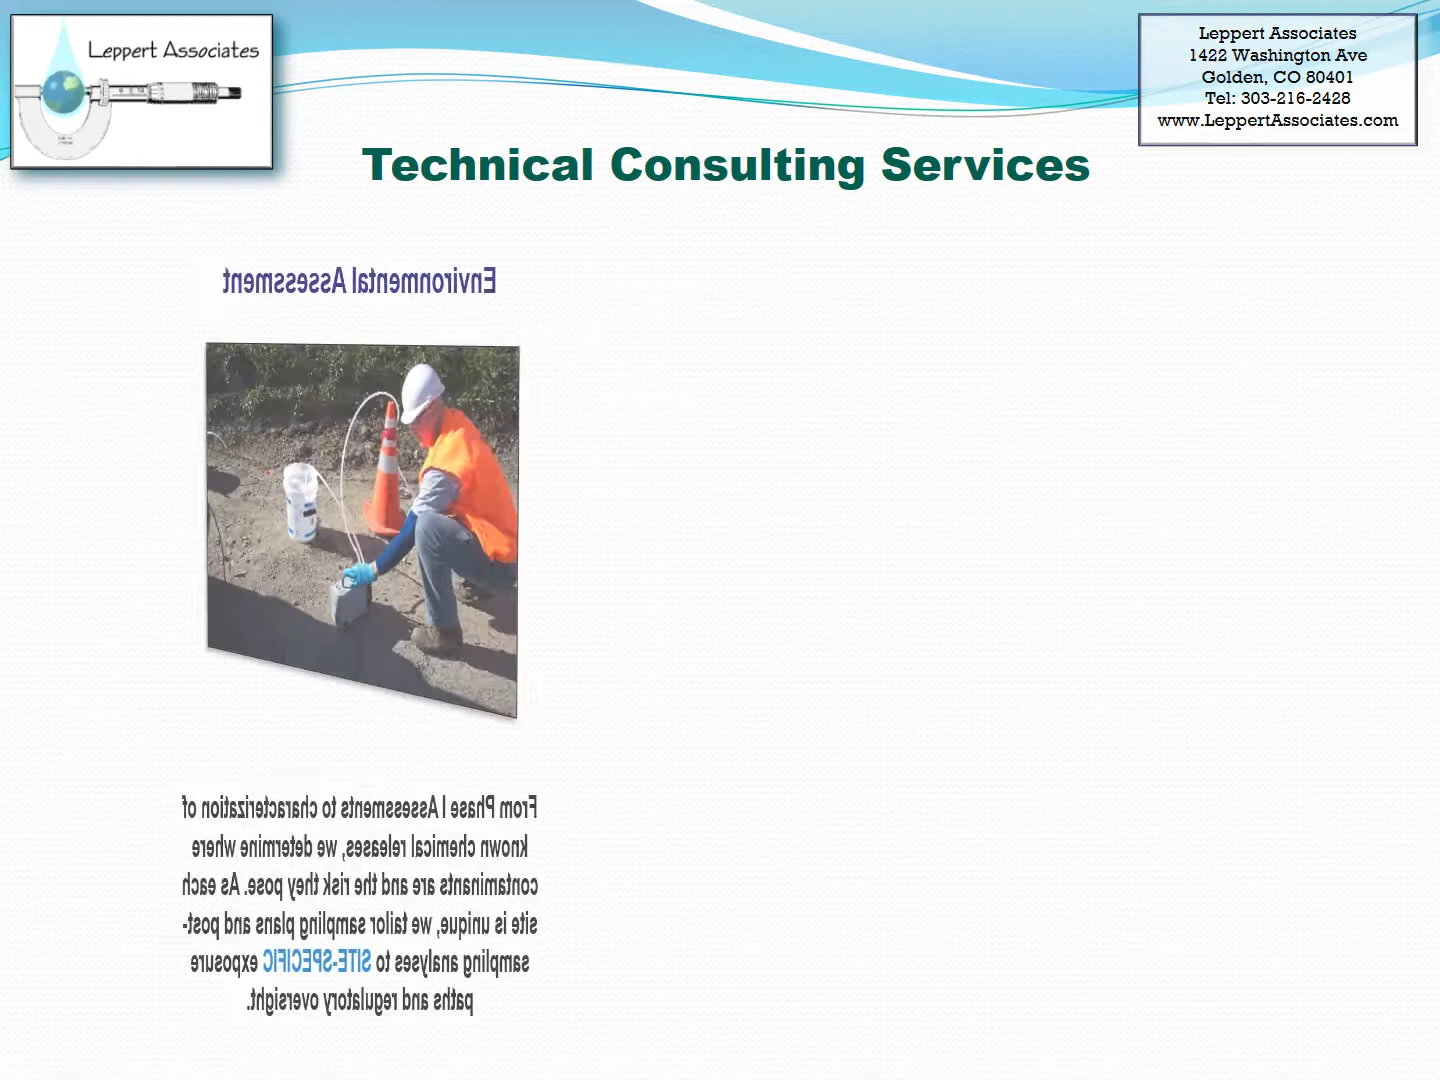 Leppert Associates
Leppert Associates
1422 Washington Ave
Golden, CO 80401
Tel: 303-216-2428
www.LeppertAssociates.com
Technical Consulting Services
Environmental Assessment
From Phase I Assessments to characterization of
known chemical releases, we determine where
contaminants are and the risk they pose. As each
site is unique, we tailor sampling plans and post-
sampling analyses to SITE-SPECIFIC exposure
paths and regulatory oversight.